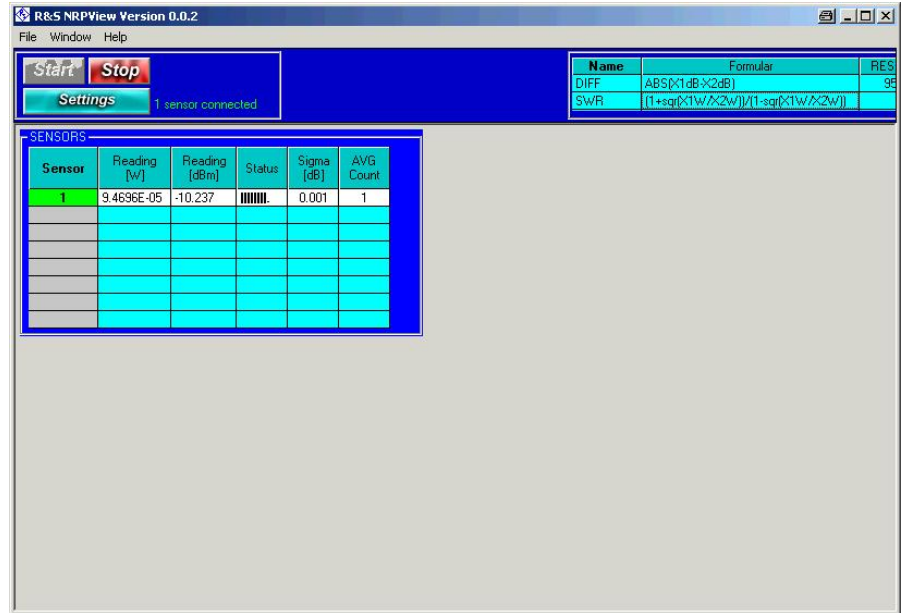 R&S NRPView Version 0.0.2
File Window Help
Start Stop
Settings 1 sensor connected
Name Formular RES
DIFF ABS(X1dB-X2dB) 95
SWR (1+sqr(X1W/X2W))/(1-sqr(X1W/X2W))
SENSORS
Sensor Reading [W] Reading [dBm] Status Sigma [dB] AVG Count
1 9.4696E-05 -10.237 IIIIIIII. 0.001 1